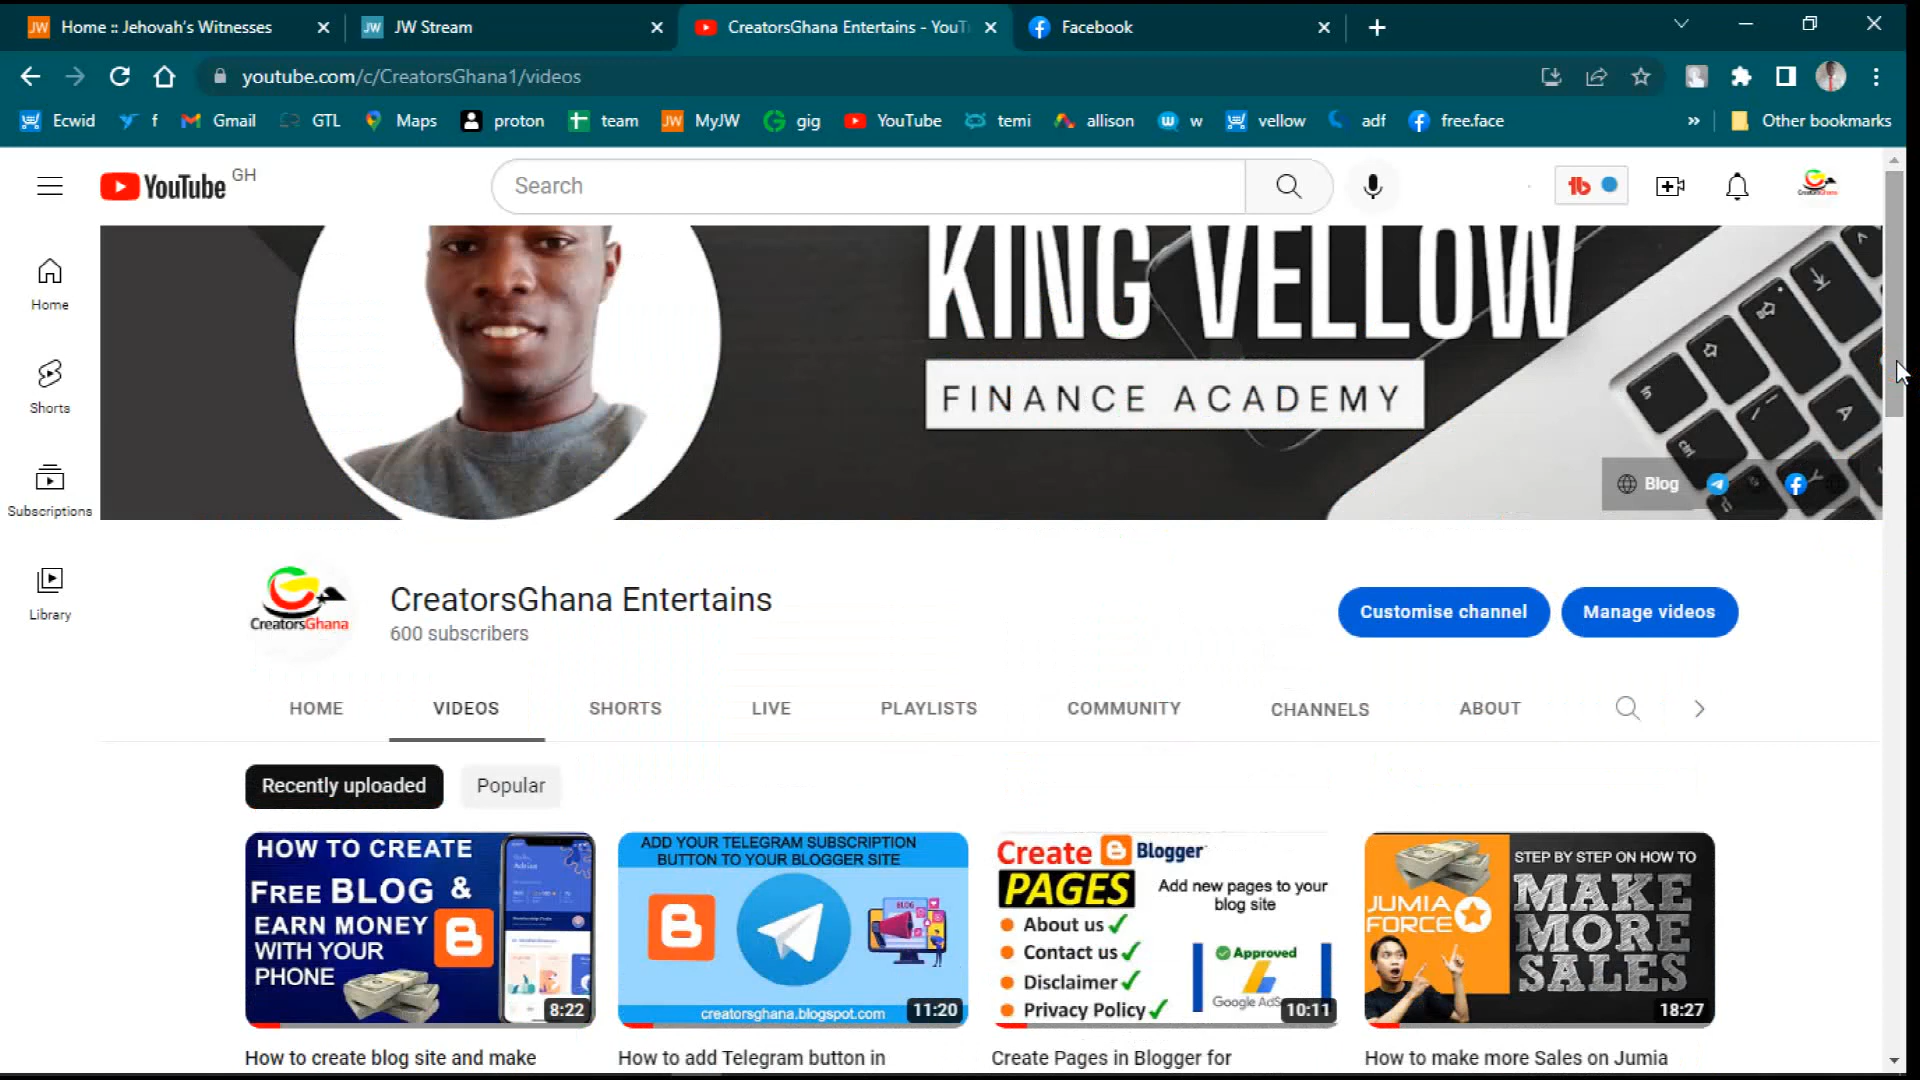 Home :: Jehovah's Witnesses
JW Stream
CreatorsGhana Entertains - YouT
Facebook
youtube.com/c/CreatorsGhana1/videos
Ecwid
f
Gmail
GTL
Maps
proton
team
MyJW
gig
YouTube
temi
allison
w
vellow
adf
free.face
»
Other bookmarks
YouTube GH
Search
Home
Shorts
Subscriptions
Library
KING VELLOW
FINANCE ACADEMY
Blog
CreatorsGhana
CreatorsGhana Entertains
600 subscribers
Customise channel
Manage videos
HOME
VIDEOS
SHORTS
LIVE
PLAYLISTS
COMMUNITY
CHANNELS
ABOUT
Recently uploaded
Popular
HOW TO CREATE
FREE BLOG &
EARN MONEY
WITH YOUR
PHONE
8:22
ADD YOUR TELEGRAM SUBSCRIPTION
BUTTON TO YOUR BLOGGER SITE
BLOG
creatorsghana.blogspot.com
11:20
Create Blogger
PAGES
Add new pages to your
blog site
About us
Contact us
Disclaimer
Privacy Policy
Approved
Google AdS
10:11
JUMIA
FORCE
STEP BY STEP ON HOW TO
MAKE
MORE
SALES
18:27
How to create blog site and make
How to add Telegram button in
Create Pages in Blogger for
How to make more Sales on Jumia